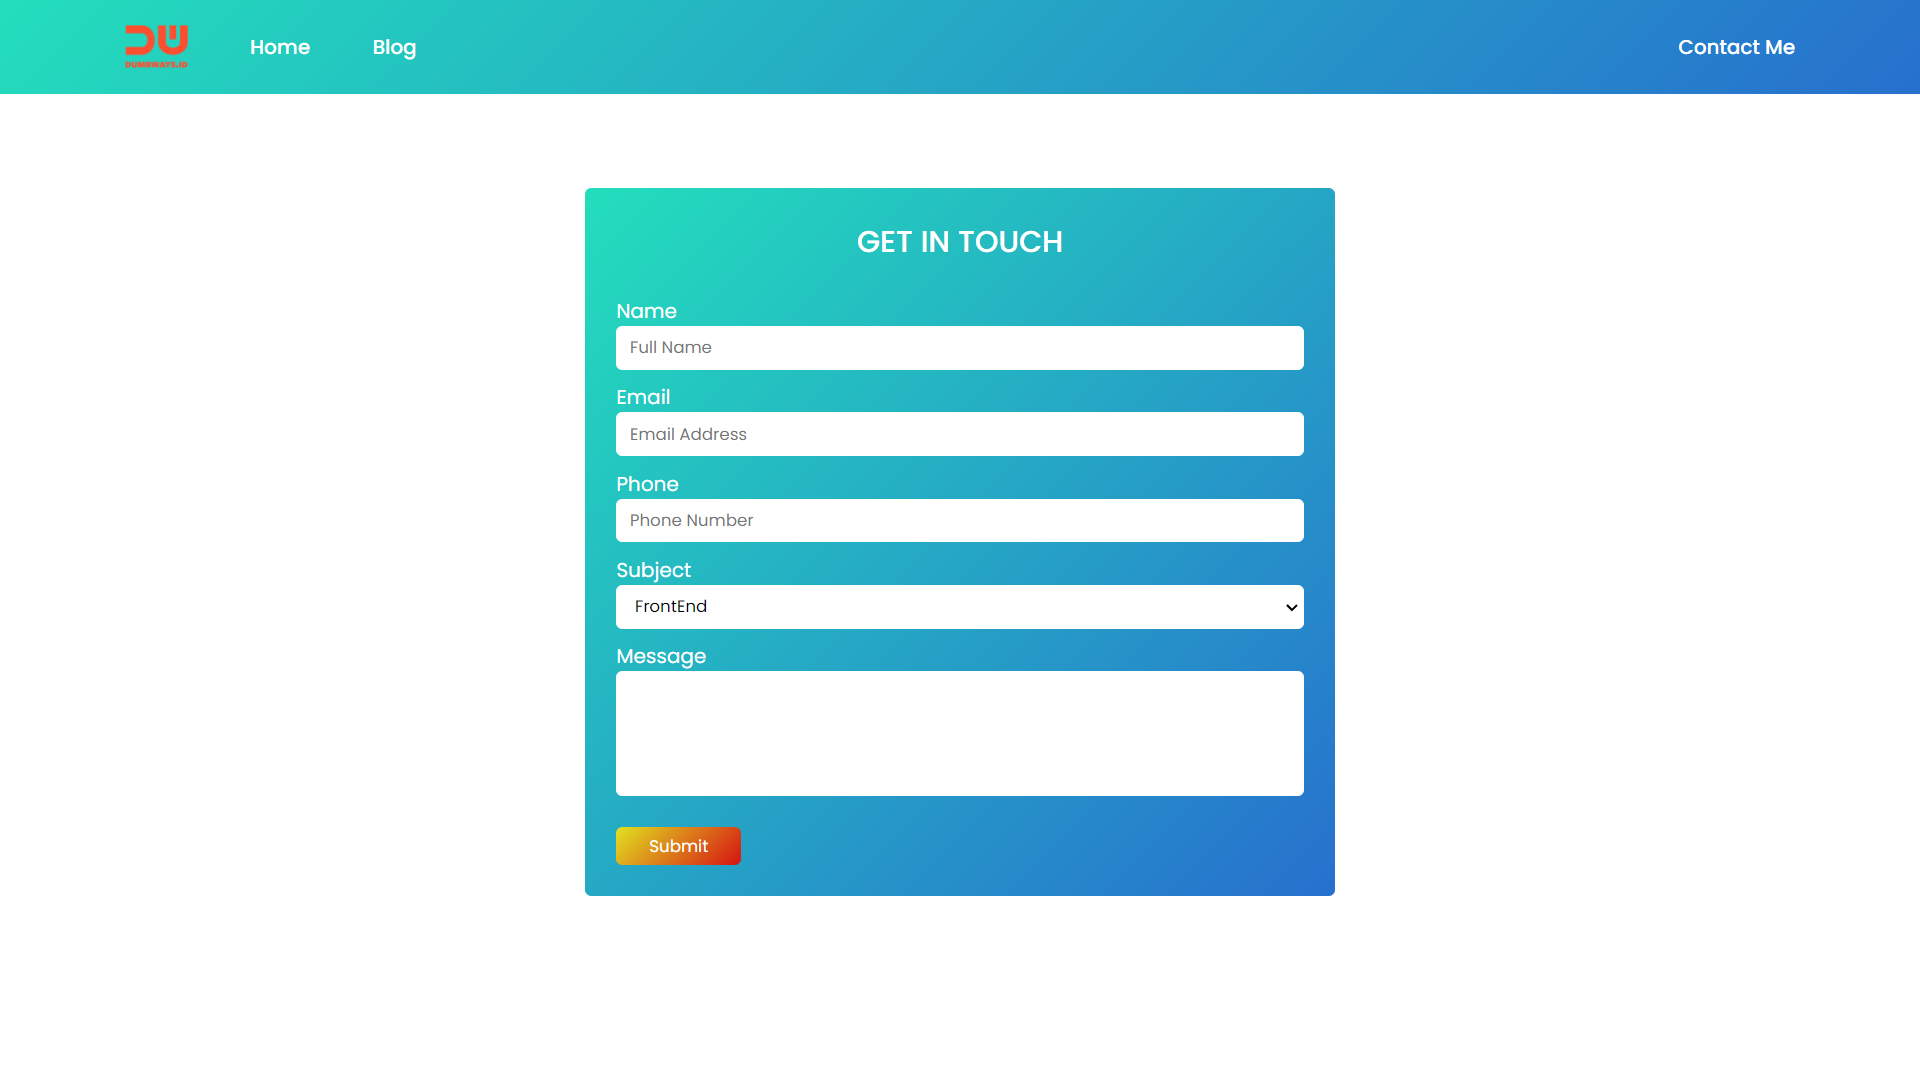 DW
DUMBWAYS.ID
Home
Blog
Contact Me
GET IN TOUCH
Name
Full Name
Email
Email Address
Phone
Phone Number
Subject
FrontEnd
Message
Submit